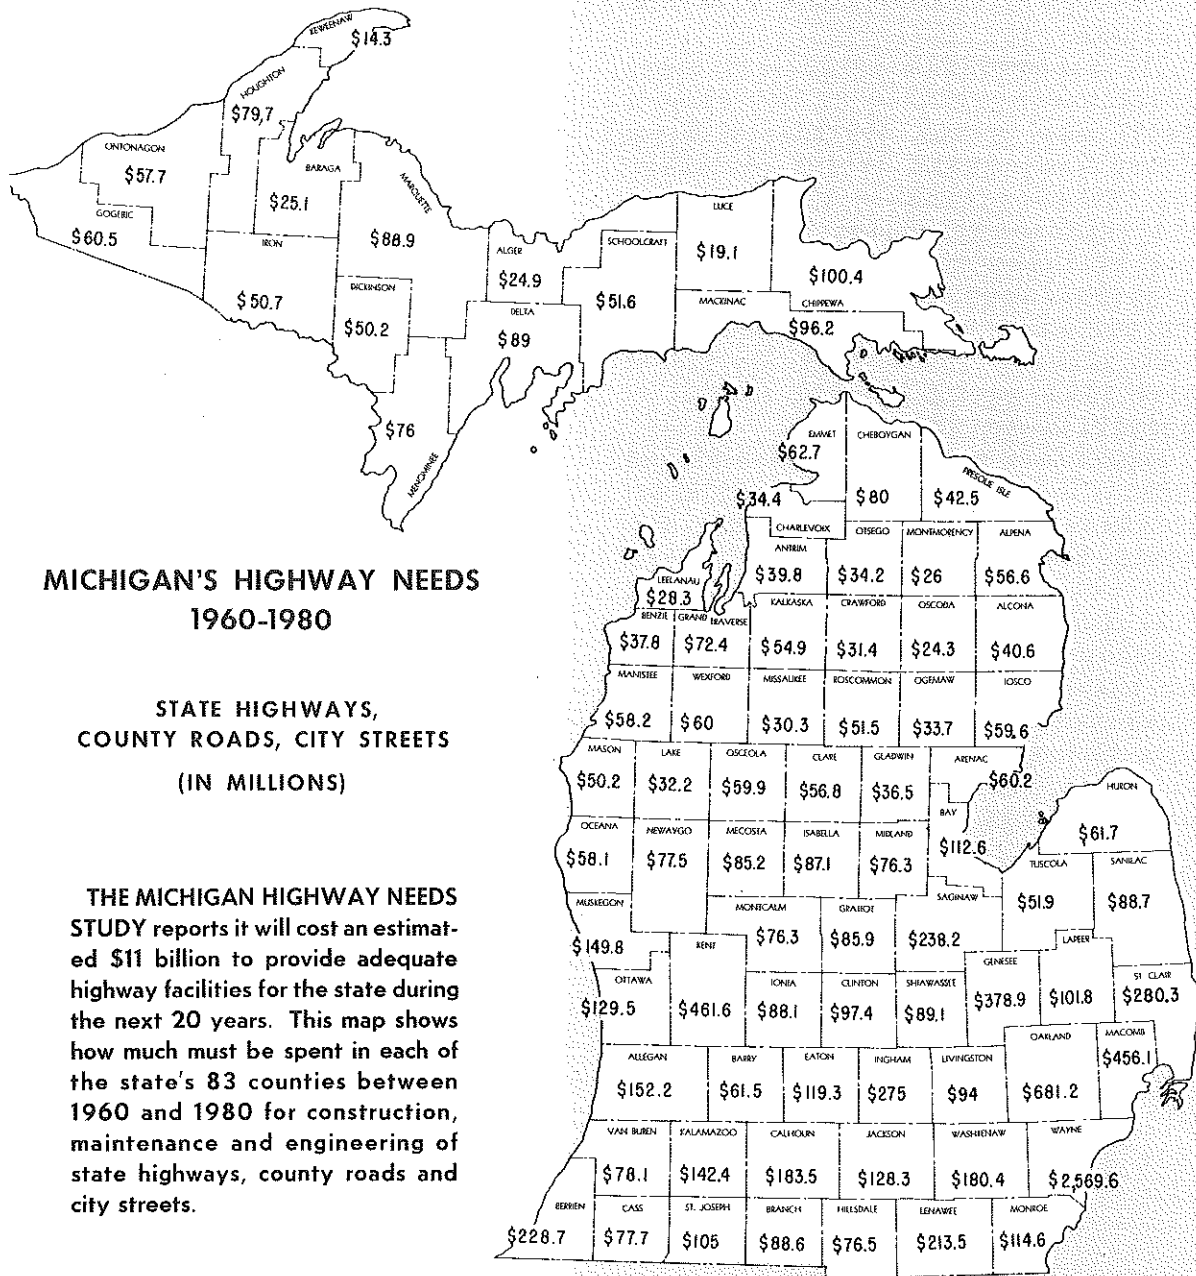 KEWEENAW
$14.3
HOUGHTON
$79.7
ONTONAGON
$57.7
BARAGA
$25.1
MARQUETTE
$88.9
GOGEBIC
$60.5
IRON
$50.7
DICKINSON
$50.2
ALGER
$24.9
SCHOOLCRAFT
$51.6
LUCE
$19.1
$100.4
MACKINAC
CHIPPEWA
$96.2
DELTA
$89
$76
MENOMINEE
EMMET
$62.7
CHEBOYGAN
$80
PRESQUE ISLE
$42.5
$34.4
CHARLEVOIX
ANTRIM
$39.8
OTSEGO
$34.2
MONTMORENCY
$26
ALPENA
$56.6
LEELANAU
$28.3
BENZIE
$37.8
GRAND TRAVERSE
$72.4
KALKASKA
$54.9
CRAWFORD
$31.4
OSCODA
$24.3
ALCONA
$40.6
MANISTEE
$58.2
WEXFORD
$60
MISSAUKEE
$30.3
ROSCOMMON
$51.5
OGEMAW
$33.7
IOSCO
$59.6
MASON
$50.2
LAKE
$32.2
OSCEOLA
$59.9
CLARE
$56.8
GLADWIN
$36.5
ARENAC
$60.2
HURON
$61.7
OCEANA
$58.1
NEWAYGO
$77.5
MECOSTA
$85.2
ISABELLA
$87.1
MIDLAND
$76.3
BAY
$112.6
TUSCOLA
$51.9
SANILAC
$88.7
MUSKEGON
$149.8
KENT
$461.6
MONTCALM
$76.3
GRATIOT
$85.9
SAGINAW
$238.2
LAPEER
$101.8
GENESEE
$378.9
ST CLAIR
$280.3
OTTAWA
$129.5
IONIA
$88.1
CLINTON
$97.4
SHIAWASSEE
$89.1
OAKLAND
$681.2
MACOMB
$456.1
ALLEGAN
$152.2
BARRY
$61.5
EATON
$119.3
INGHAM
$275
LIVINGSTON
$94
VAN BUREN
$78.1
KALAMAZOO
$142.4
CALHOUN
$183.5
JACKSON
$128.3
WASHTENAW
$180.4
WAYNE
$2,569.6
BERRIEN
$228.7
CASS
$77.7
ST. JOSEPH
$105
BRANCH
$88.6
HILLSDALE
$76.5
LENAWEE
$213.5
MONROE
$114.6
MICHIGAN'S HIGHWAY NEEDS
1960-1980
STATE HIGHWAYS,
COUNTY ROADS, CITY STREETS
(IN MILLIONS)
THE MICHIGAN HIGHWAY NEEDS
STUDY reports it will cost an estimat-
ed $11 billion to provide adequate
highway facilities for the state during
the next 20 years. This map shows
how much must be spent in each of
the state's 83 counties between
1960 and 1980 for construction,
maintenance and engineering of
state highways, county roads and
city streets.